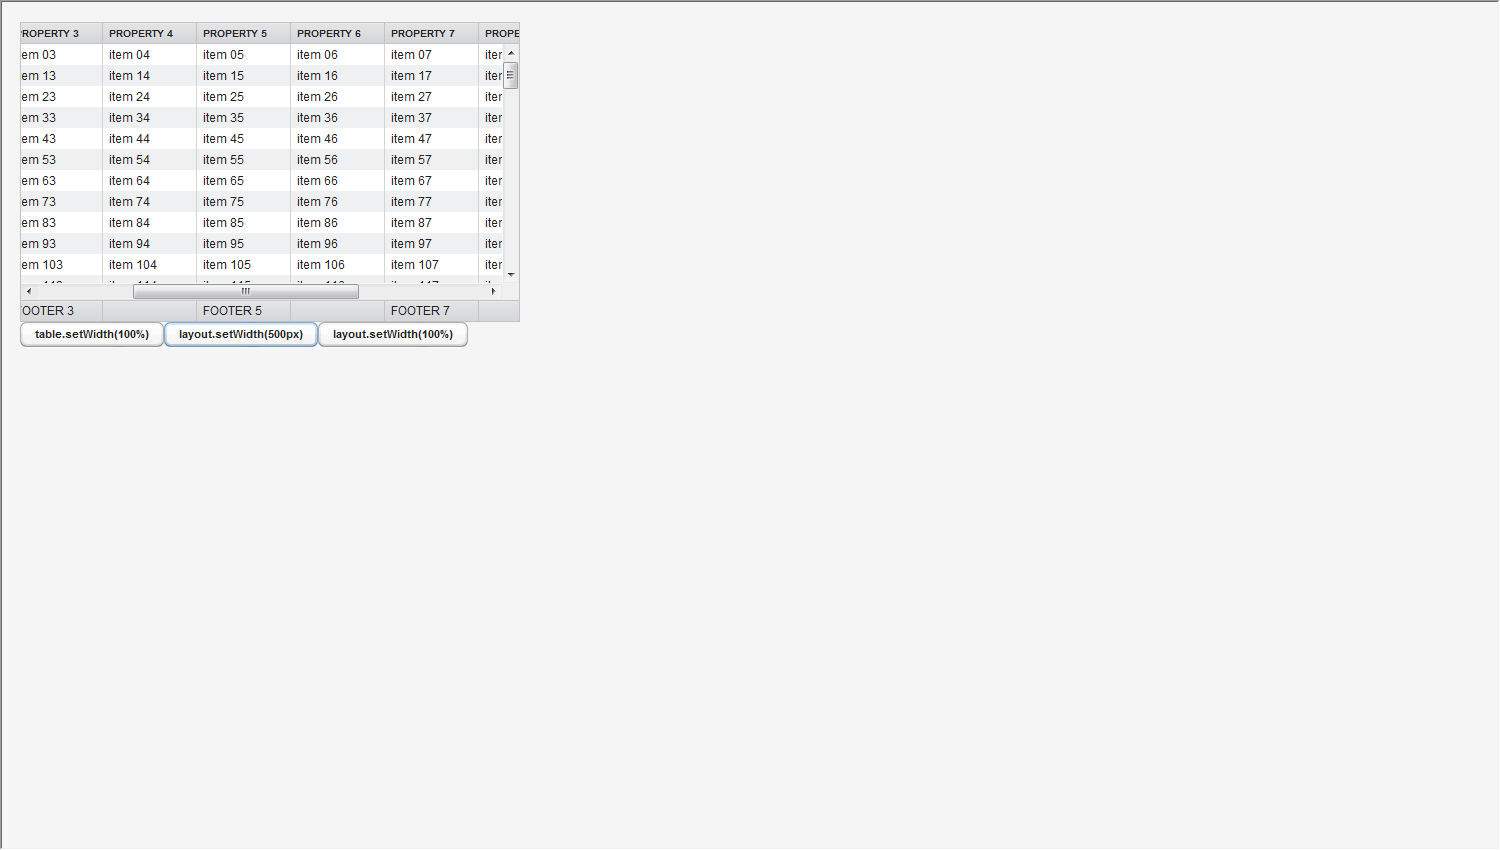 ROPERTY 3 PROPERTY 4 PROPERTY 5 PROPERTY 6 PROPERTY 7 PROPE
em 03 item 04 item 05 item 06 item 07 iter
em 13 item 14 item 15 item 16 item 17 iter
em 23 item 24 item 25 item 26 item 27 iter
em 33 item 34 item 35 item 36 item 37 iter
em 43 item 44 item 45 item 46 item 47 iter
em 53 item 54 item 55 item 56 item 57 iter
em 63 item 64 item 65 item 66 item 67 iter
em 73 item 74 item 75 item 76 item 77 iter
em 83 item 84 item 85 item 86 item 87 iter
em 93 item 94 item 95 item 96 item 97 iter
em 103 item 104 item 105 item 106 item 107 iter
OOTER 3 FOOTER 5 FOOTER 7
table.setWidth(100%) layout.setWidth(500px) layout.setWidth(100%)